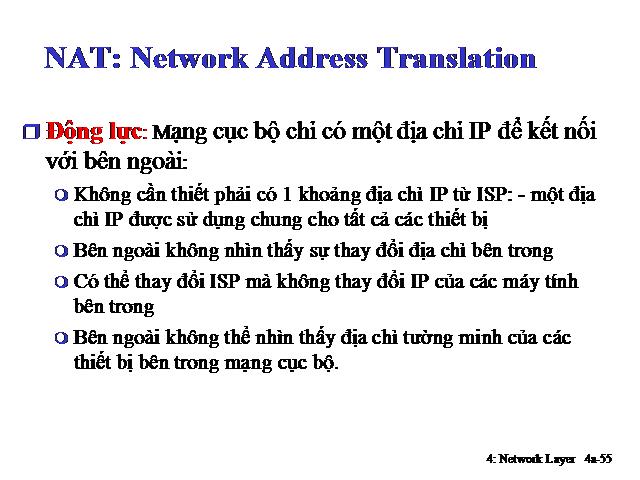 NAT: Network Address Translation
Động lực: Mạng cục bộ chỉ có một địa chỉ IP để kết nối
với bên ngoài:
Không cần thiết phải có 1 khoảng địa chỉ IP từ ISP: - một địa
chỉ IP được sử dụng chung cho tất cả các thiết bị
Bên ngoài không nhìn thấy sự thay đổi địa chỉ bên trong
Có thể thay đổi ISP mà không thay đổi IP của các máy tính
bên trong
Bên ngoài không thể nhìn thấy địa chỉ tường minh của các
thiết bị bên trong mạng cục bộ.
4: Network Layer 4a-55